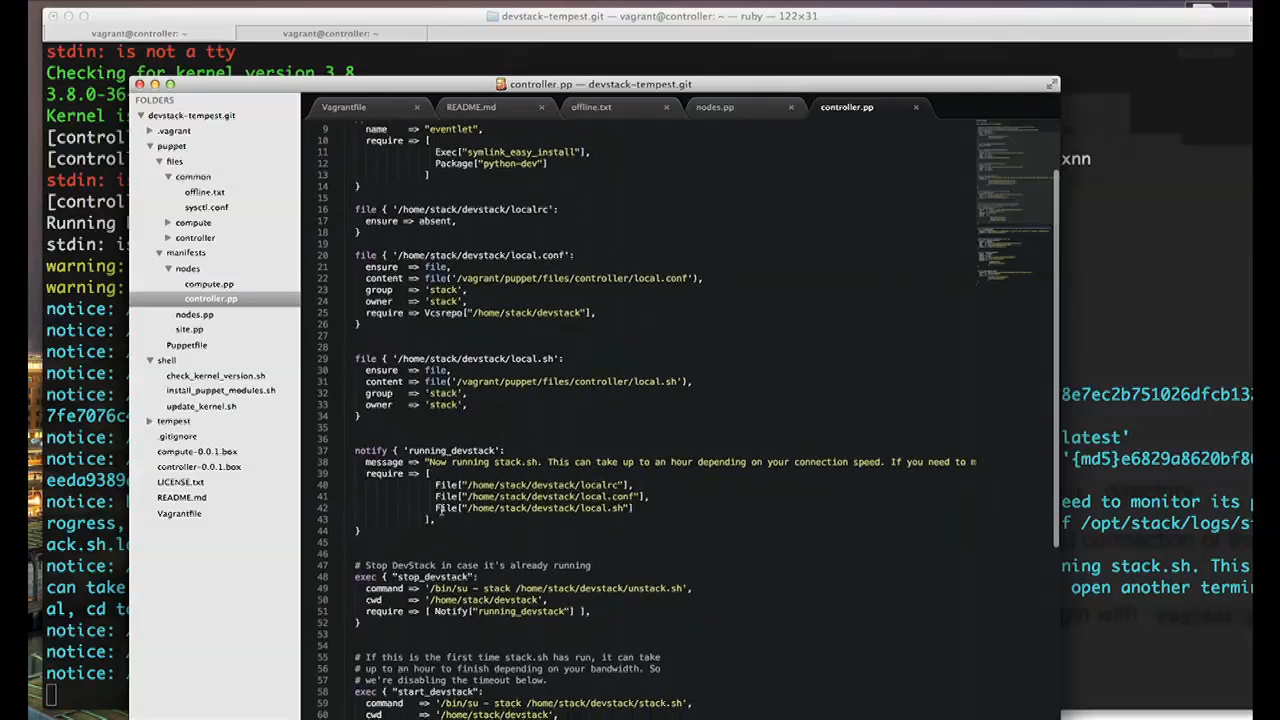 devstack-tempest.git — vagrant@controller: ~ — ruby — 122×31
vagrant@controller: ~
vagrant@controller: ~
stdin: is not a tty
Checking for kernel version 3.8
3.8.0-36
Kernel i
[contro
[contro
stdin: i
[contro
Running
stdin: i
warning:
warning:
notice:
notice:
notice:
notice:
notice:
7fe7076c
notice:
notice:
eeda9389
notice:
rogress,
ack.sh.l
notice:
can take
al, cd t
notice:
notice:
notice:
xnn
8e7ec2b751026dfcb13
latest'
'{md5}e6829a8620bf8
eed to monitor its p
f /opt/stack/logs/s
ning stack.sh. This
open another termi
controller.pp — devstack-tempest.git
FOLDERS
devstack-tempest.git
.vagrant
puppet
files
common
offline.txt
sysctl.conf
compute
controller
manifests
nodes
compute.pp
controller.pp
nodes.pp
site.pp
Puppetfile
shell
check_kernel_version.sh
install_puppet_modules.sh
update_kernel.sh
tempest
.gitignore
compute-0.0.1.box
controller-0.0.1.box
LICENSE.txt
README.md
Vagrantfile
Vagrantfile × README.md × offline.txt × nodes.pp × controller.pp ×
9 name => "eventlet",
10 require => [
11 Exec["symlink_easy_install"],
12 Package["python-dev"]
13 ]
14 }
15
16 file { '/home/stack/devstack/localrc':
17 ensure => absent,
18 }
19
20 file { '/home/stack/devstack/local.conf':
21 ensure => file,
22 content => file('/vagrant/puppet/files/controller/local.conf'),
23 group => 'stack',
24 owner => 'stack',
25 require => Vcsrepo["/home/stack/devstack"],
26 }
27
28
29 file { '/home/stack/devstack/local.sh':
30 ensure => file,
31 content => file('/vagrant/puppet/files/controller/local.sh'),
32 group => 'stack',
33 owner => 'stack',
34 }
35
36
37 notify { 'running_devstack':
38 message => "Now running stack.sh. This can take up to an hour depending on your connection speed. If you need to m
39 require => [
40 File["/home/stack/devstack/localrc"],
41 File["/home/stack/devstack/local.conf"],
42 File["/home/stack/devstack/local.sh"]
43 ],
44 }
45
46
47 # Stop DevStack in case it's already running
48 exec { "stop_devstack":
49 command => '/bin/su - stack /home/stack/devstack/unstack.sh',
50 cwd => '/home/stack/devstack',
51 require => [ Notify["running_devstack"] ],
52 }
53
54
55 # If this is the first time stack.sh has run, it can take
56 # up to an hour to finish depending on your bandwidth. So
57 # we're disabling the timeout below.
58 exec { "start_devstack":
59 command => '/bin/su - stack /home/stack/devstack/stack.sh',
60 cwd => '/home/stack/devstack',